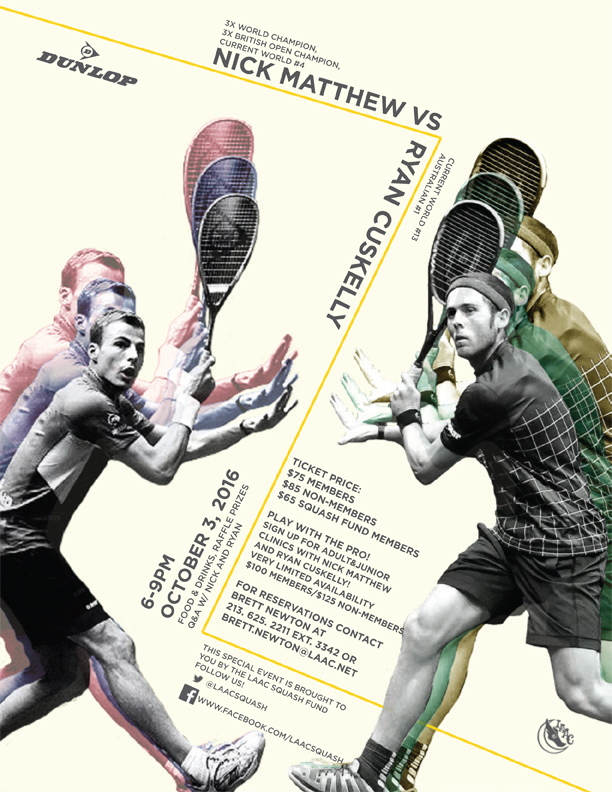 3X WORLD CHAMPION,
3X BRITISH OPEN CHAMPION,
CURRENT WORLD #4
NICK MATTHEW VS
DUNLOP
RYAN CUSKELLY
CURRENT WORLD #13
AUSTRALIAN #1
6-9PM
OCTOBER 3, 2016
FOOD & DRINKS, RAFFLE PRIZES
Q&A W/ NICK AND RYAN
TICKET PRICE:
$75 MEMBERS
$85 NON-MEMBERS
$65 SQUASH FUND MEMBERS
PLAY WITH THE PRO!
SIGN UP FOR ADULT&JUNIOR
CLINICS WITH NICK MATTHEW
AND RYAN CUSKELLY!
VERY LIMITED AVAILABILITY
$100 MEMBERS/$125 NON-MEMBERS
FOR RESERVATIONS CONTACT
BRETT NEWTON AT
213. 625. 2211 EXT. 3342 OR
BRETT.NEWTON@LAAC.NET
THIS SPECIAL EVENT IS BROUGHT TO
YOU BY THE LAAC SQUASH FUND
FOLLOW US!
@LAACSQUASH
WWW.FACEBOOK.COM/LAACSQUASH
LAAC